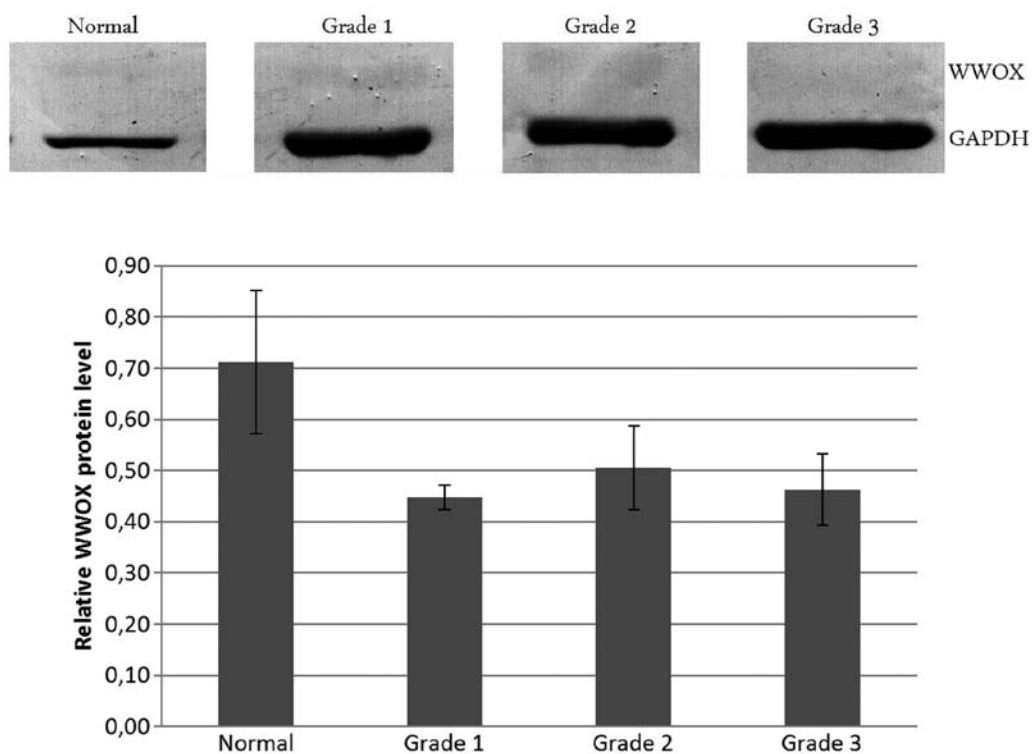 Normal Grade 1 Grade 2 Grade 3
WWOX
GAPDH
Relative WWOX protein level
0,90
0,80
0,70
0,60
0,50
0,40
0,30
0,20
0,10
0,00
Normal Grade 1 Grade 2 Grade 3